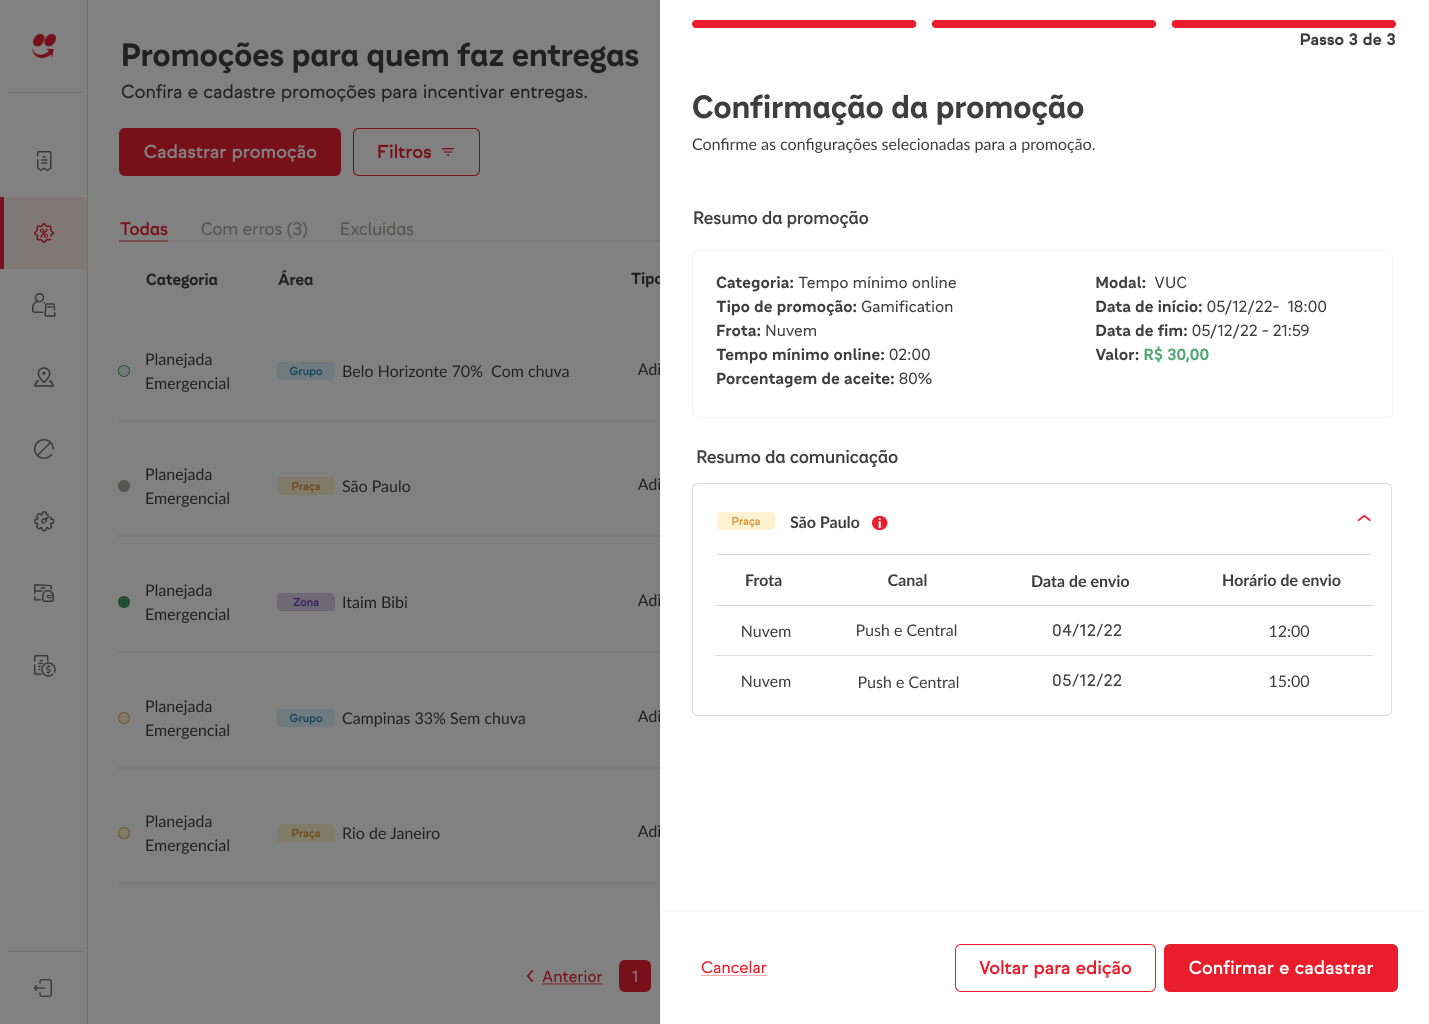 Promoções para quem faz entregas
Confira e cadastre promoções para incentivar entregas.
Cadastrar promoção
Filtros
Todas
Com erros (3)
Excluídas
Categoria
Área
Planejada
Emergencial
Grupo
Belo Horizonte 70%  Com chuva
Planejada
Emergencial
Praça
São Paulo
Planejada
Emergencial
Zona
Itaim Bibi
Planejada
Emergencial
Grupo
Campinas 33% Sem chuva
Planejada
Emergencial
Praça
Rio de Janeiro
Anterior
1
Passo 3 de 3
Confirmação da promoção
Confirme as configurações selecionadas para a promoção.
Resumo da promoção
Categoria: Tempo mínimo online
Tipo de promoção: Gamification
Frota: Nuvem
Tempo mínimo online: 02:00
Porcentagem de aceite: 80%
Modal:  VUC
Data de início: 05/12/22-  18:00
Data de fim: 05/12/22 - 21:59
Valor: R$ 30,00
Resumo da comunicação
Praça
São Paulo
Frota
Canal
Data de envio
Horário de envio
Nuvem
Push e Central
04/12/22
12:00
Nuvem
Push e Central
05/12/22
15:00
Cancelar
Voltar para edição
Confirmar e cadastrar